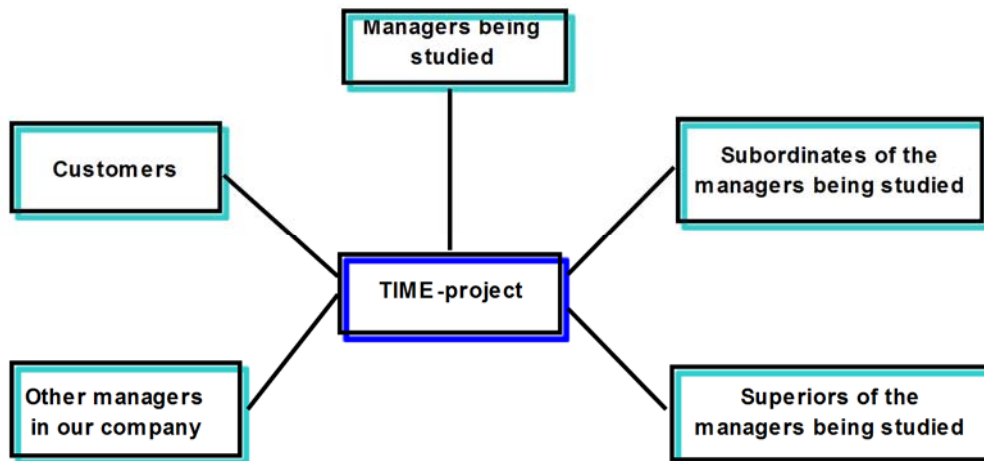 Managers being
studied
Customers
Subordinates of the
managers being studied
TIME-project
Other managers
in our company
Superiors of the
managers being studied